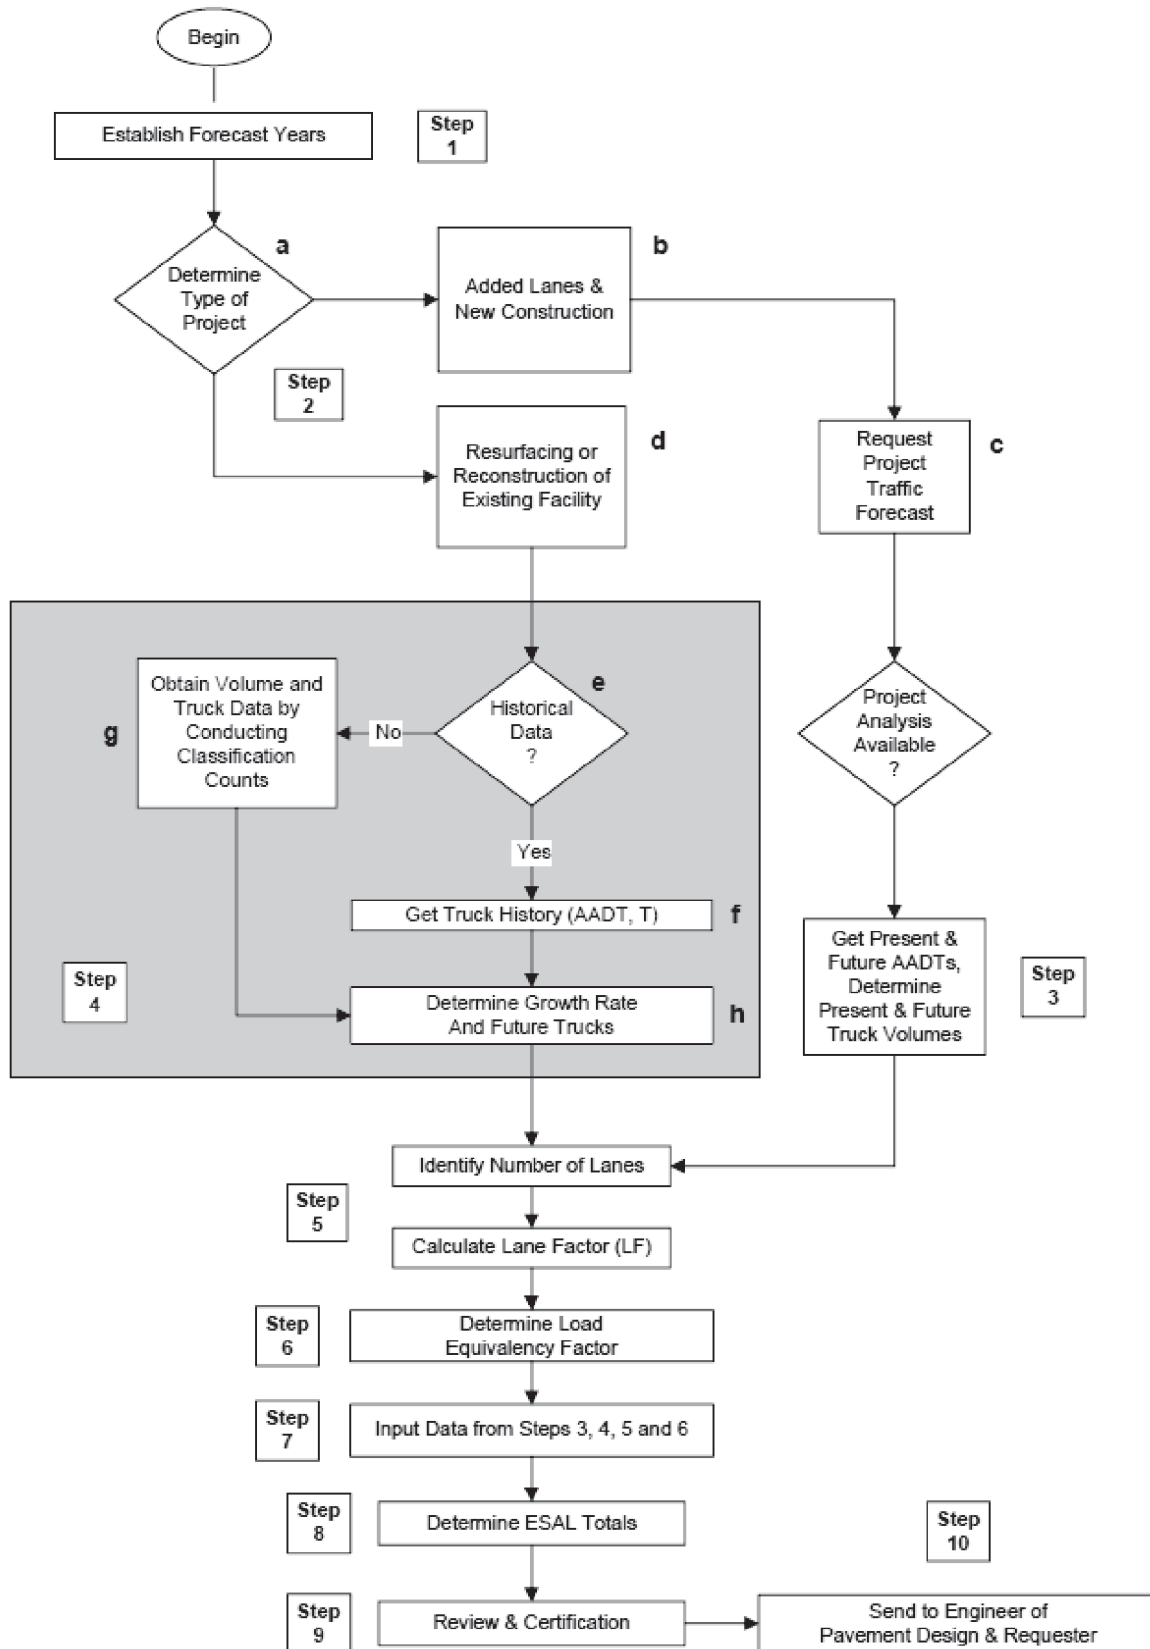 Begin
Establish Forecast Years
Step
1
a
Determine
Type of
Project
b
Added Lanes &
New Construction
Step
2
d
Resurfacing or
Reconstruction of
Existing Facility
c
Request
Project
Traffic
Forecast
e
Historical
Data
?
No
g
Obtain Volume and
Truck Data by
Conducting
Classification
Counts
Project
Analysis
Available
?
Yes
Get Truck History (AADT, T)
f
Step
4
Determine Growth Rate
And Future Trucks
h
Get Present &
Future AADTs,
Determine
Present & Future
Truck Volumes
Step
3
Identify Number of Lanes
Step
5
Calculate Lane Factor (LF)
Step
6
Determine Load
Equivalency Factor
Step
7
Input Data from Steps 3, 4, 5 and 6
Step
8
Determine ESAL Totals
Step
10
Step
9
Review & Certification
Send to Engineer of
Pavement Design & Requester